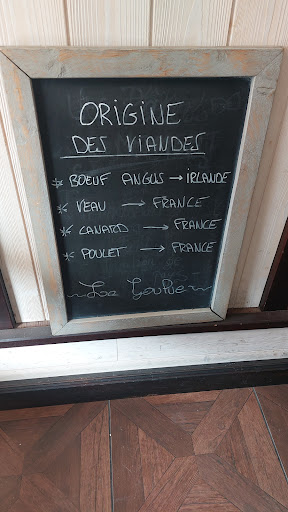 ORIGINE
DES VIANDES
* BOEUF ANGUS → IRLANDE
* VEAU → FRANCE
* CANARD → FRANCE
* POULET → FRANCE